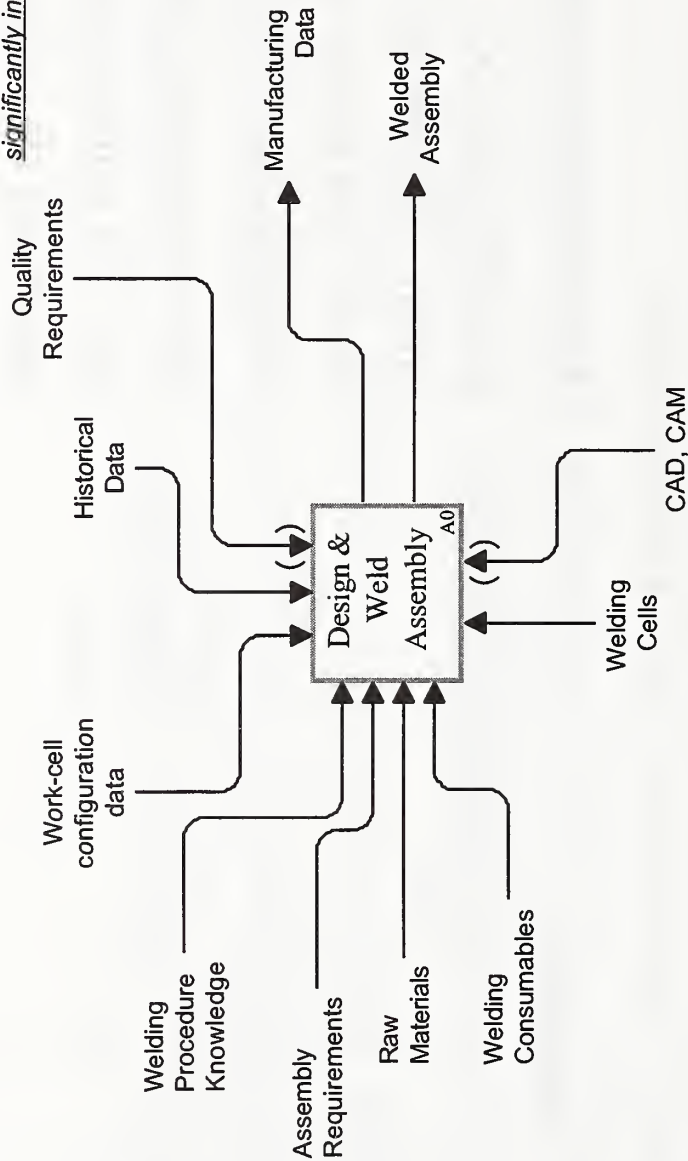 significantly in
Quality
Requirements
Historical
Data
Work-cell
configuration
data
Manufacturing
Data
Welding
Procedure
Knowledge
Welded
Assembly
Assembly
Requirements
Design &
Weld
Assembly
A0
Raw
Materials
Welding
Consumables
Welding
Cells
CAD, CAM